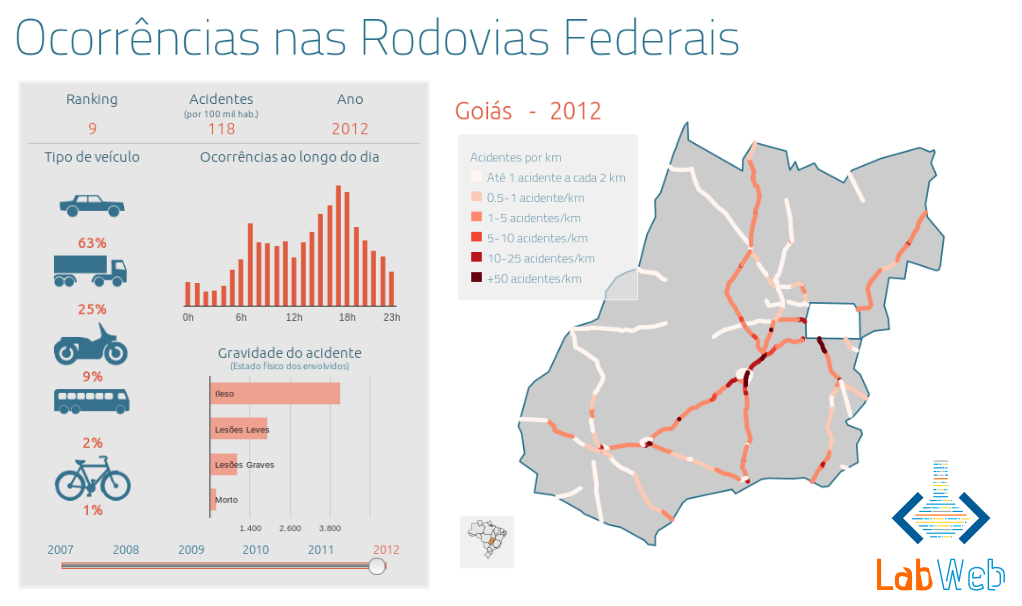 Ocorrências nas Rodovias Federais
Ranking
9
Acidentes
(por 100 mil hab.)
118
Ano
2012
Tipo de veículo
63%
25%
9%
2%
1%
Ocorrências ao longo do dia
0h 6h 12h 18h 23h
Gravidade do acidente
(Estado físico dos envolvidos)
Ileso
Lesões Leves
Lesões Graves
Morto
1.400 2.600 3.800
2007 2008 2009 2010 2011 2012
Goiás - 2012
Acidentes por km
Até 1 acidente a cada 2 km
0.5-1 acidente/km
1-5 acidentes/km
5-10 acidentes/km
10-25 acidentes/km
+50 acidentes/km
LabWeb